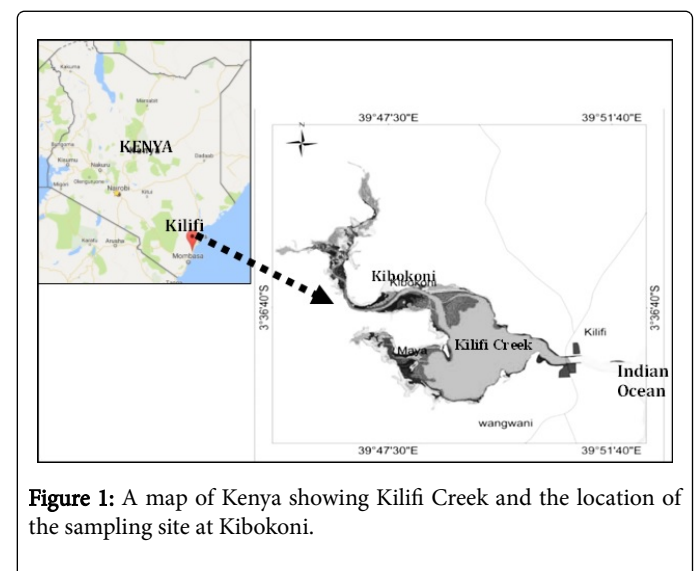 KENYA
Kilifi
Mombasa
Nairobi
39°47'30"E 39°51'40"E
3°36'40"S
3°36'40"S
Kibokoni
Kibokoni
Maya
Kilifi Creek
Kilifi
Indian
Ocean
wangwani
39°47'30"E 39°51'40"E
Figure 1: A map of Kenya showing Kilifi Creek and the location of
the sampling site at Kibokoni.